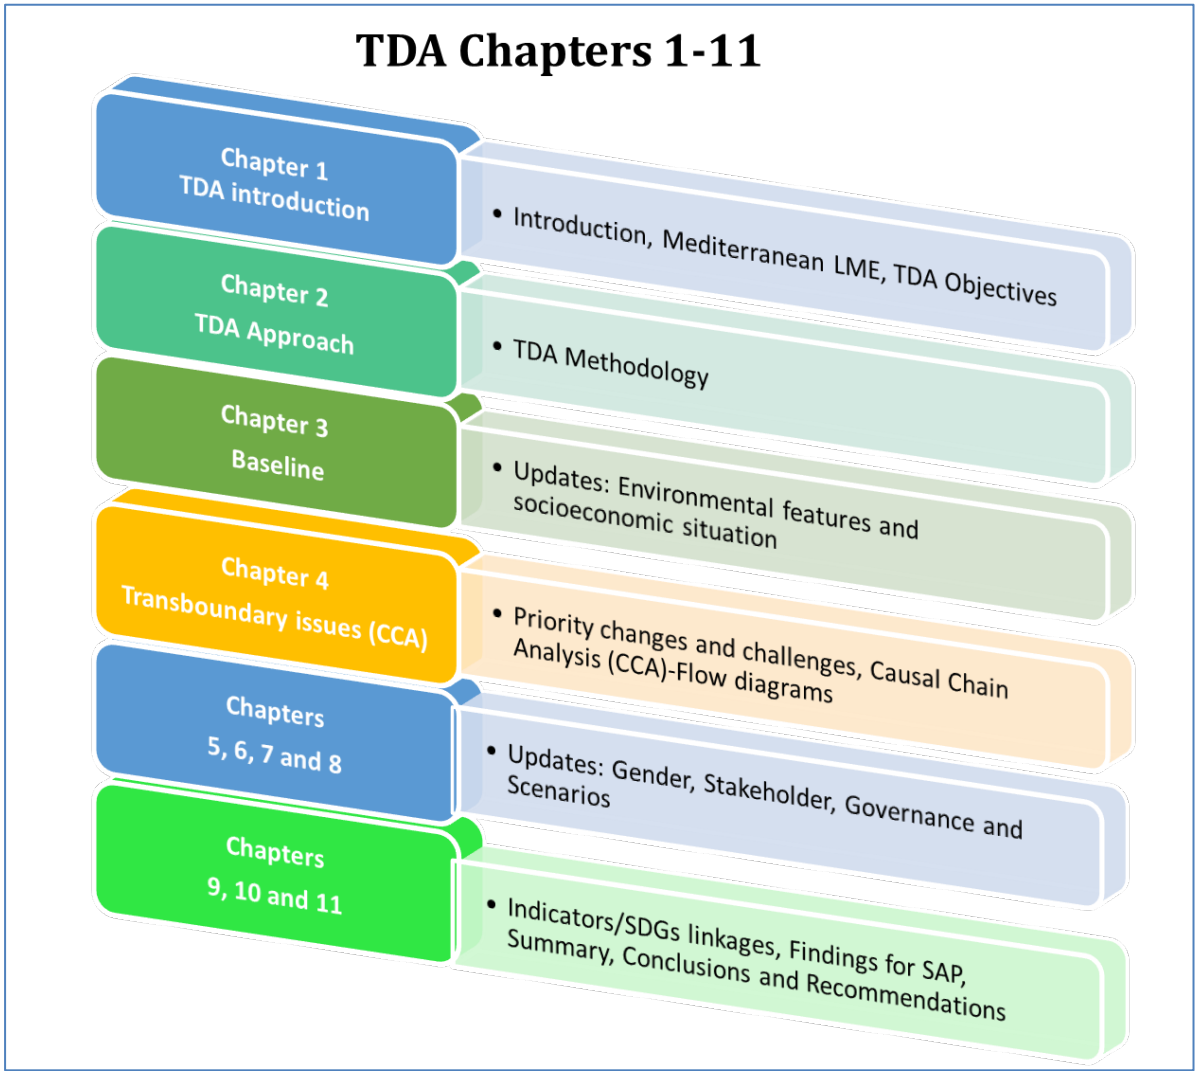 TDA Chapters 1-11
Chapter 1
TDA introduction
• Introduction, Mediterranean LME, TDA Objectives
Chapter 2
TDA Approach
• TDA Methodology
Chapter 3
Baseline
• Updates: Environmental features and
socioeconomic situation
Chapter 4
Transboundary issues (CCA)
• Priority changes and challenges, Causal Chain
Analysis (CCA)-Flow diagrams
Chapters
5, 6, 7 and 8
• Updates: Gender, Stakeholder, Governance and
Scenarios
Chapters
9, 10 and 11
• Indicators/SDGs linkages, Findings for SAP,
Summary, Conclusions and Recommendations